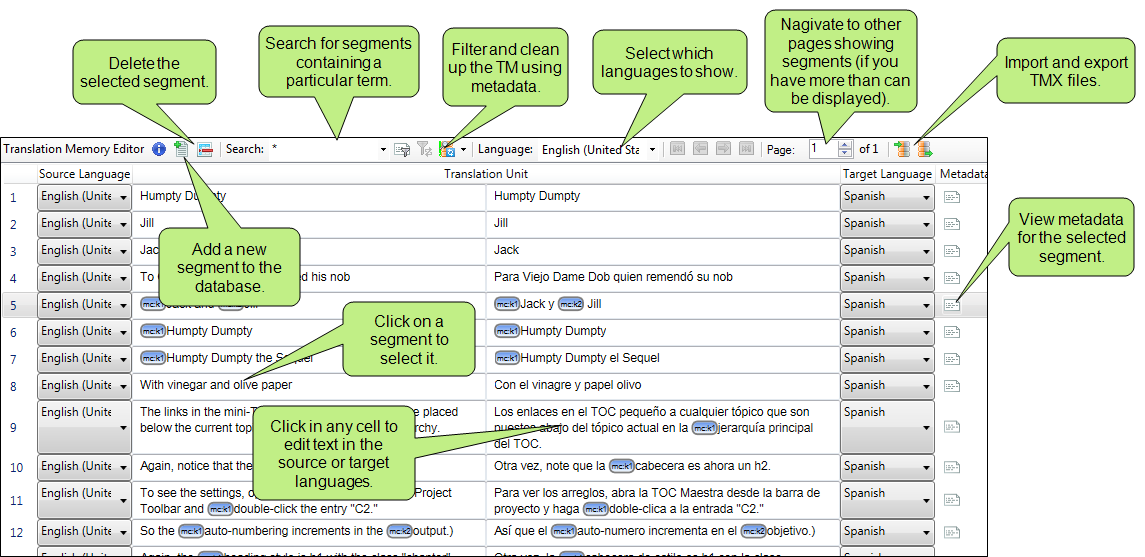 Delete the
selected segment.
Search for segments
containing a
particular term.
Filter and clean
up the TM using
metadata.
Select which
languages to show.
Nagivate to other
pages showing
segments (if you
have more than can
be displayed).
Import and export
TMX files.
Translation Memory Editor Search: * Language: English (United Sta Page: 1 of 1
Source Language Translation Unit Target Language Metadata
1 English (Unite Humpty Dumpty Humpty Dumpty Spanish
2 English (Unite Jill Jill Spanish
3 English (Unite Jac Jack Spanish
4 English (Unite To d his nob Para Viejo Dame Dob quien remendó su nob Spanish
5 English (Unite mc:k1 mc:k1 Jack y mc:k2 Jill Spanish
6 English (Unite mc:k1 Humpty Dumpty mc:k1 Humpty Dumpty Spanish
7 English (Unite mc:k1 Humpty Dumpty the Sequel mc:k1 Humpty Dumpty el Sequel Spanish
8 English (Unite With vinegar and olive paper Con el vinagre y papel olivo Spanish
9 English (Unite The links in the mini-T e placed Los enlaces en el TOC pequeño a cualquier tópico que son Spanish
below the current top rchy. nuestos abajo del tópico actual en la mc:k1 jerarquía principal
del TOC.
10 English (Unite Again, notice that the Otra vez, note que la mc:k1 cabecera es ahora un h2. Spanish
11 English (Unite To see the settings, o Project Para ver los arreglos, abra la TOC Maestra desde la barra de Spanish
Toolbar and mc:k1 double-click the entry "C2." proyecto y haga mc:k1 doble-clica a la entrada "C2."
12 English (Unite So the mc:k1 auto-numbering increments in the mc:k2 output.) Así que el mc:k1 auto-numero incrementa en el mc:k2 objetivo.) Spanish
Add a new
segment to the
database.
View metadata
for the selected
segment.
Click on a
segment to
select it.
Click in any cell to
edit text in the
source or target
languages.